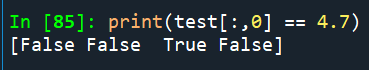 In [85]: print(test[:,0] == 4.7)
[False False  True False]